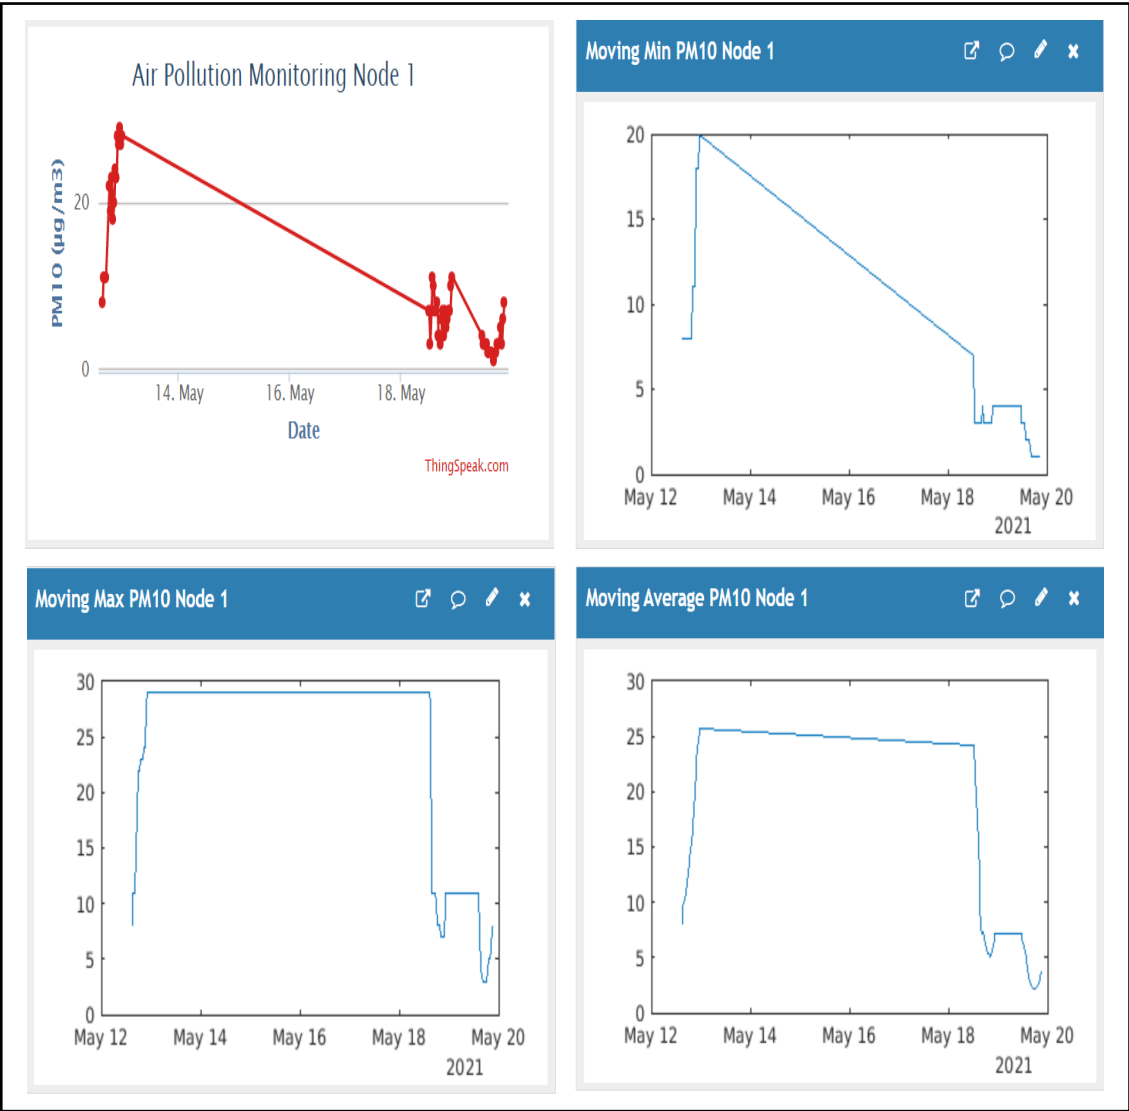 Air Pollution Monitoring Node 1
PM10 (µg/m3)
20
0
14. May 16. May 18. May
Date
ThingSpeak.com
Moving Min PM10 Node 1
20
15
10
5
0
May 12 May 14 May 16 May 18 May 20
2021
Moving Max PM10 Node 1
30
25
20
15
10
5
0
May 12 May 14 May 16 May 18 May 20
2021
Moving Average PM10 Node 1
30
25
20
15
10
5
0
May 12 May 14 May 16 May 18 May 20
2021